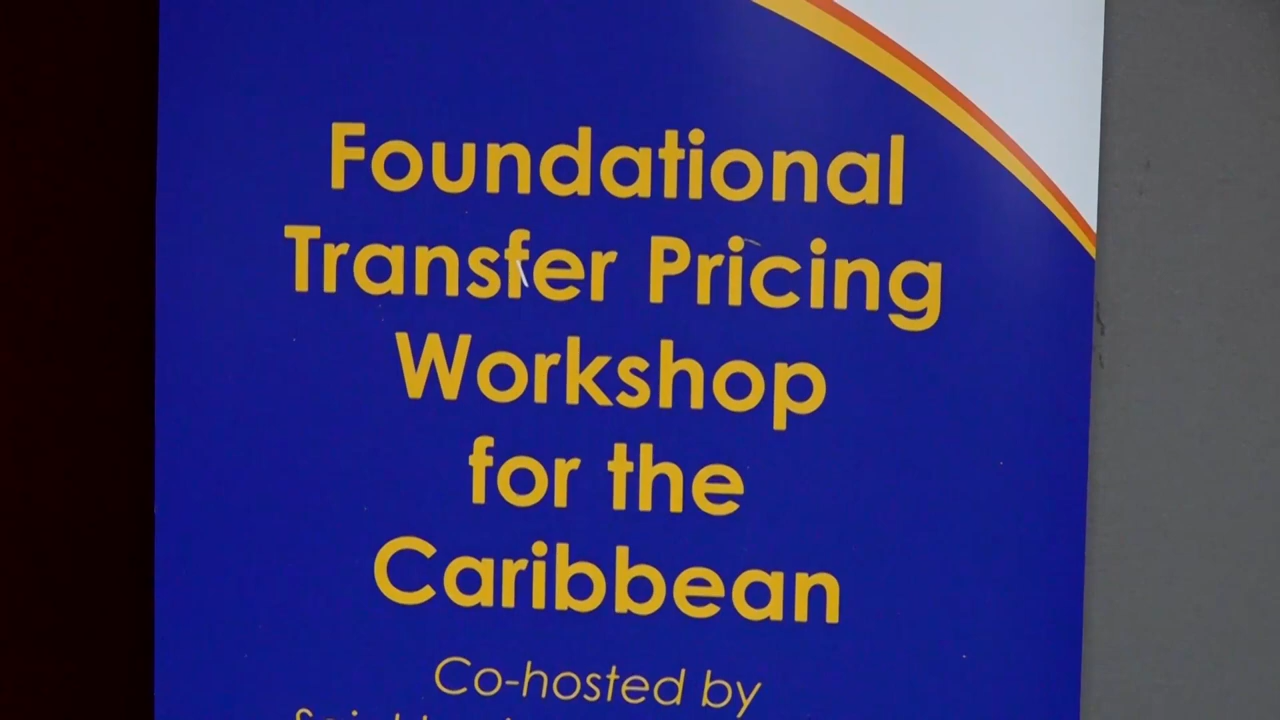 Foundational
Transfer Pricing
Workshop
for the
Caribbean
Co-hosted by